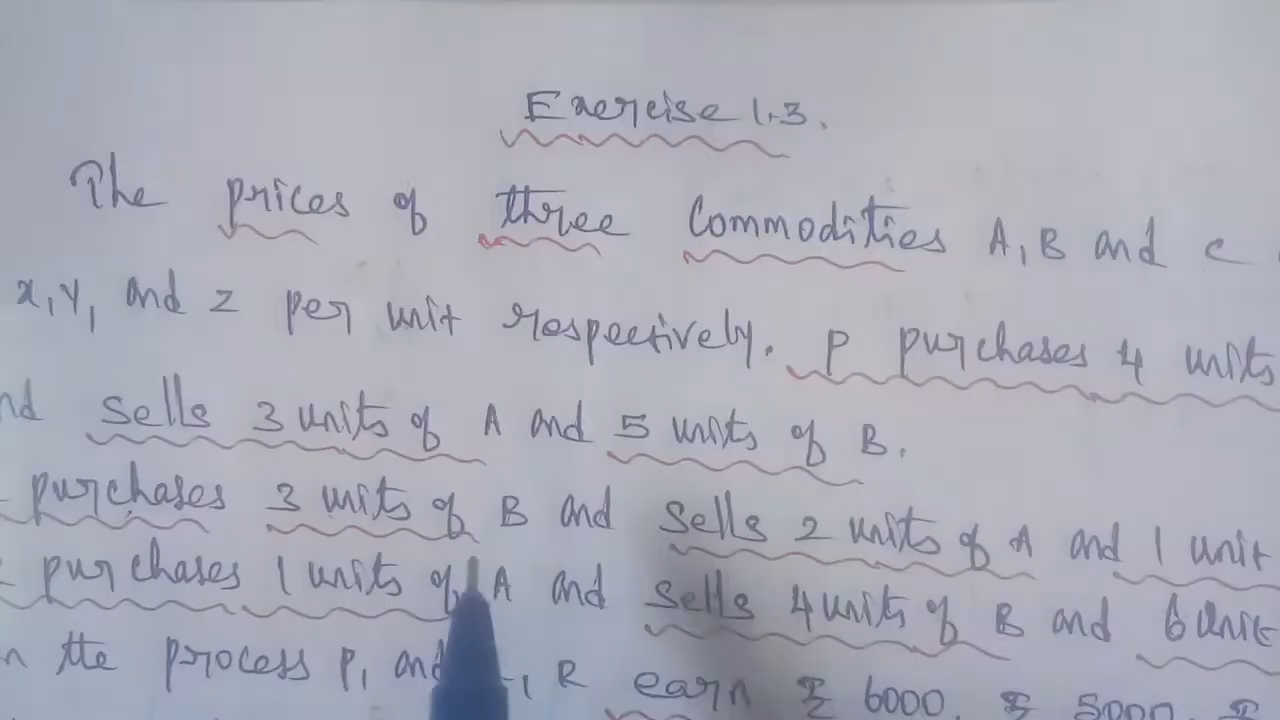 Exercise 1.3.
The prices of three Commodities A, B and C
x, y, and z per unit respectively. P purchases 4 units
nd sells 3 units of A and 5 units of B.
purchases 3 units of B and sells 2 units of A and 1 unit
purchases 1 units of A and sells 4 units of B and 6 unit
n the process P, and , R earn ₹ 6000, ₹ 5000, ₹